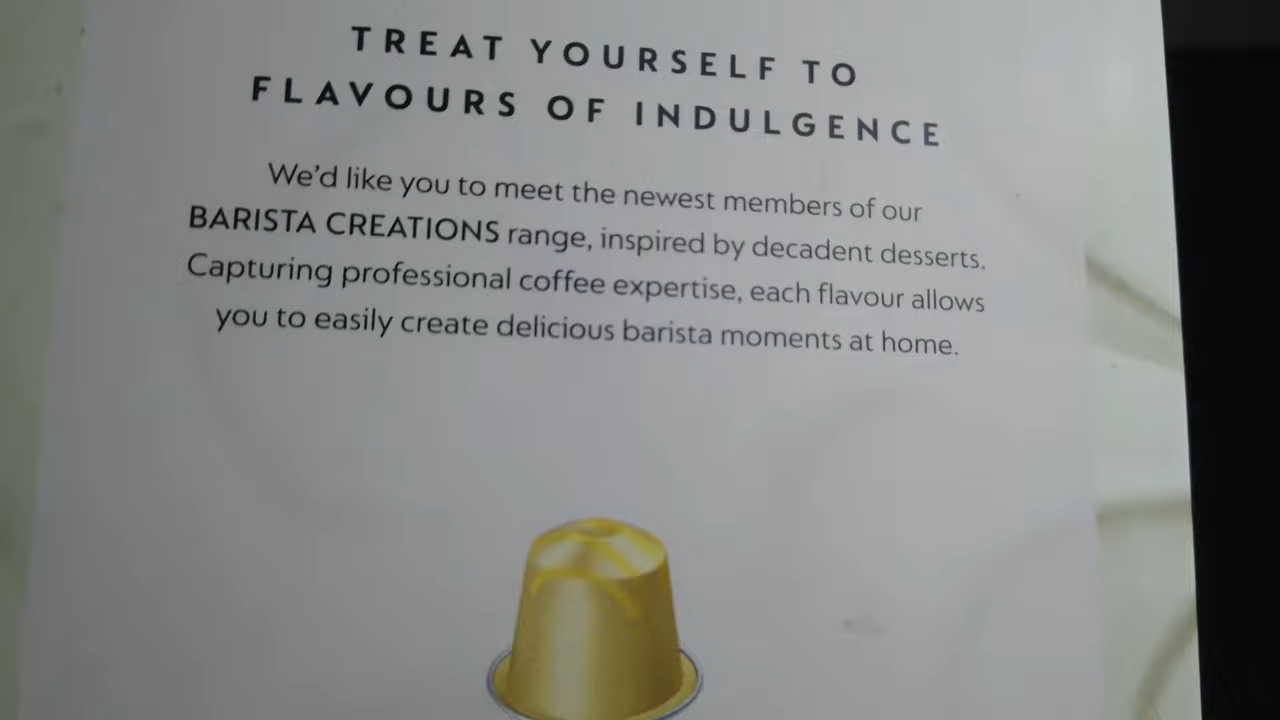 TREAT YOURSELF TO
FLAVOURS OF INDULGENCE
We'd like you to meet the newest members of our
BARISTA CREATIONS range, inspired by decadent desserts.
Capturing professional coffee expertise, each flavour allows
you to easily create delicious barista moments at home.